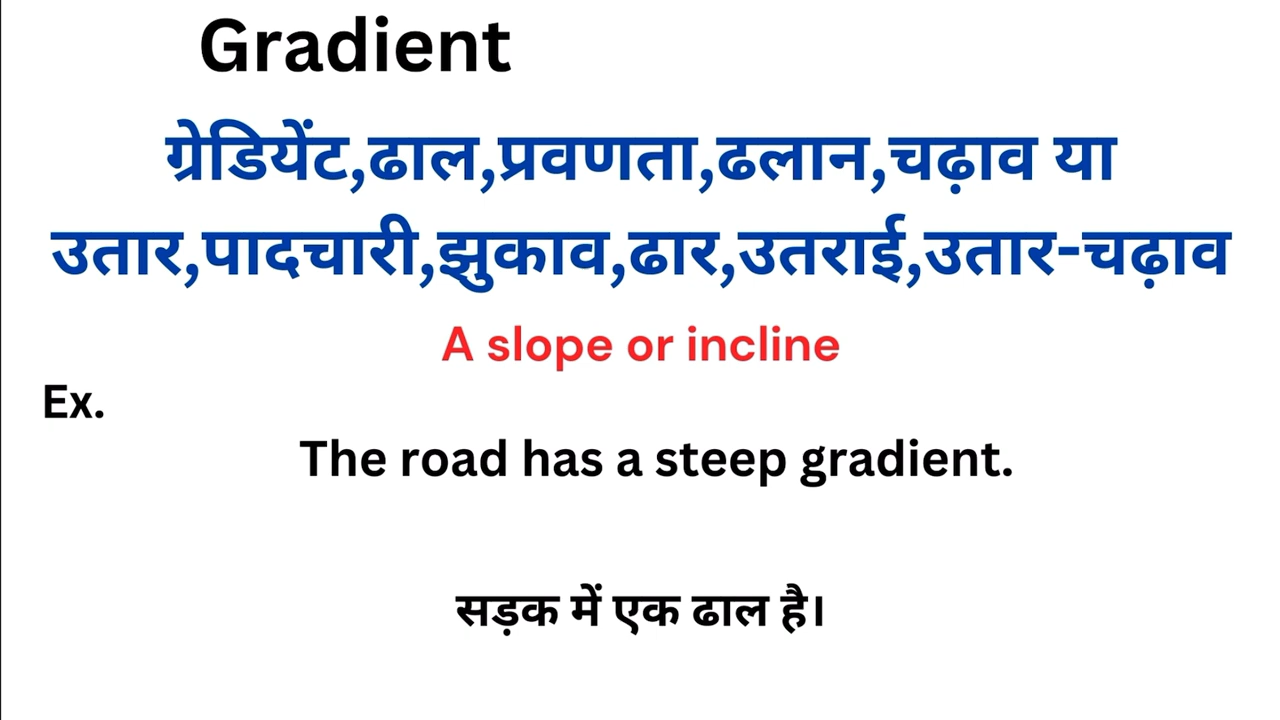 Gradient
ग्रेडियेंट,ढाल,प्रवणता,ढलान,चढ़ाव या
उतार,पादचारी,झुकाव,ढार,उतराई,उतार-चढ़ाव
A slope or incline
Ex.
The road has a steep gradient.
सड़क में एक ढाल है।